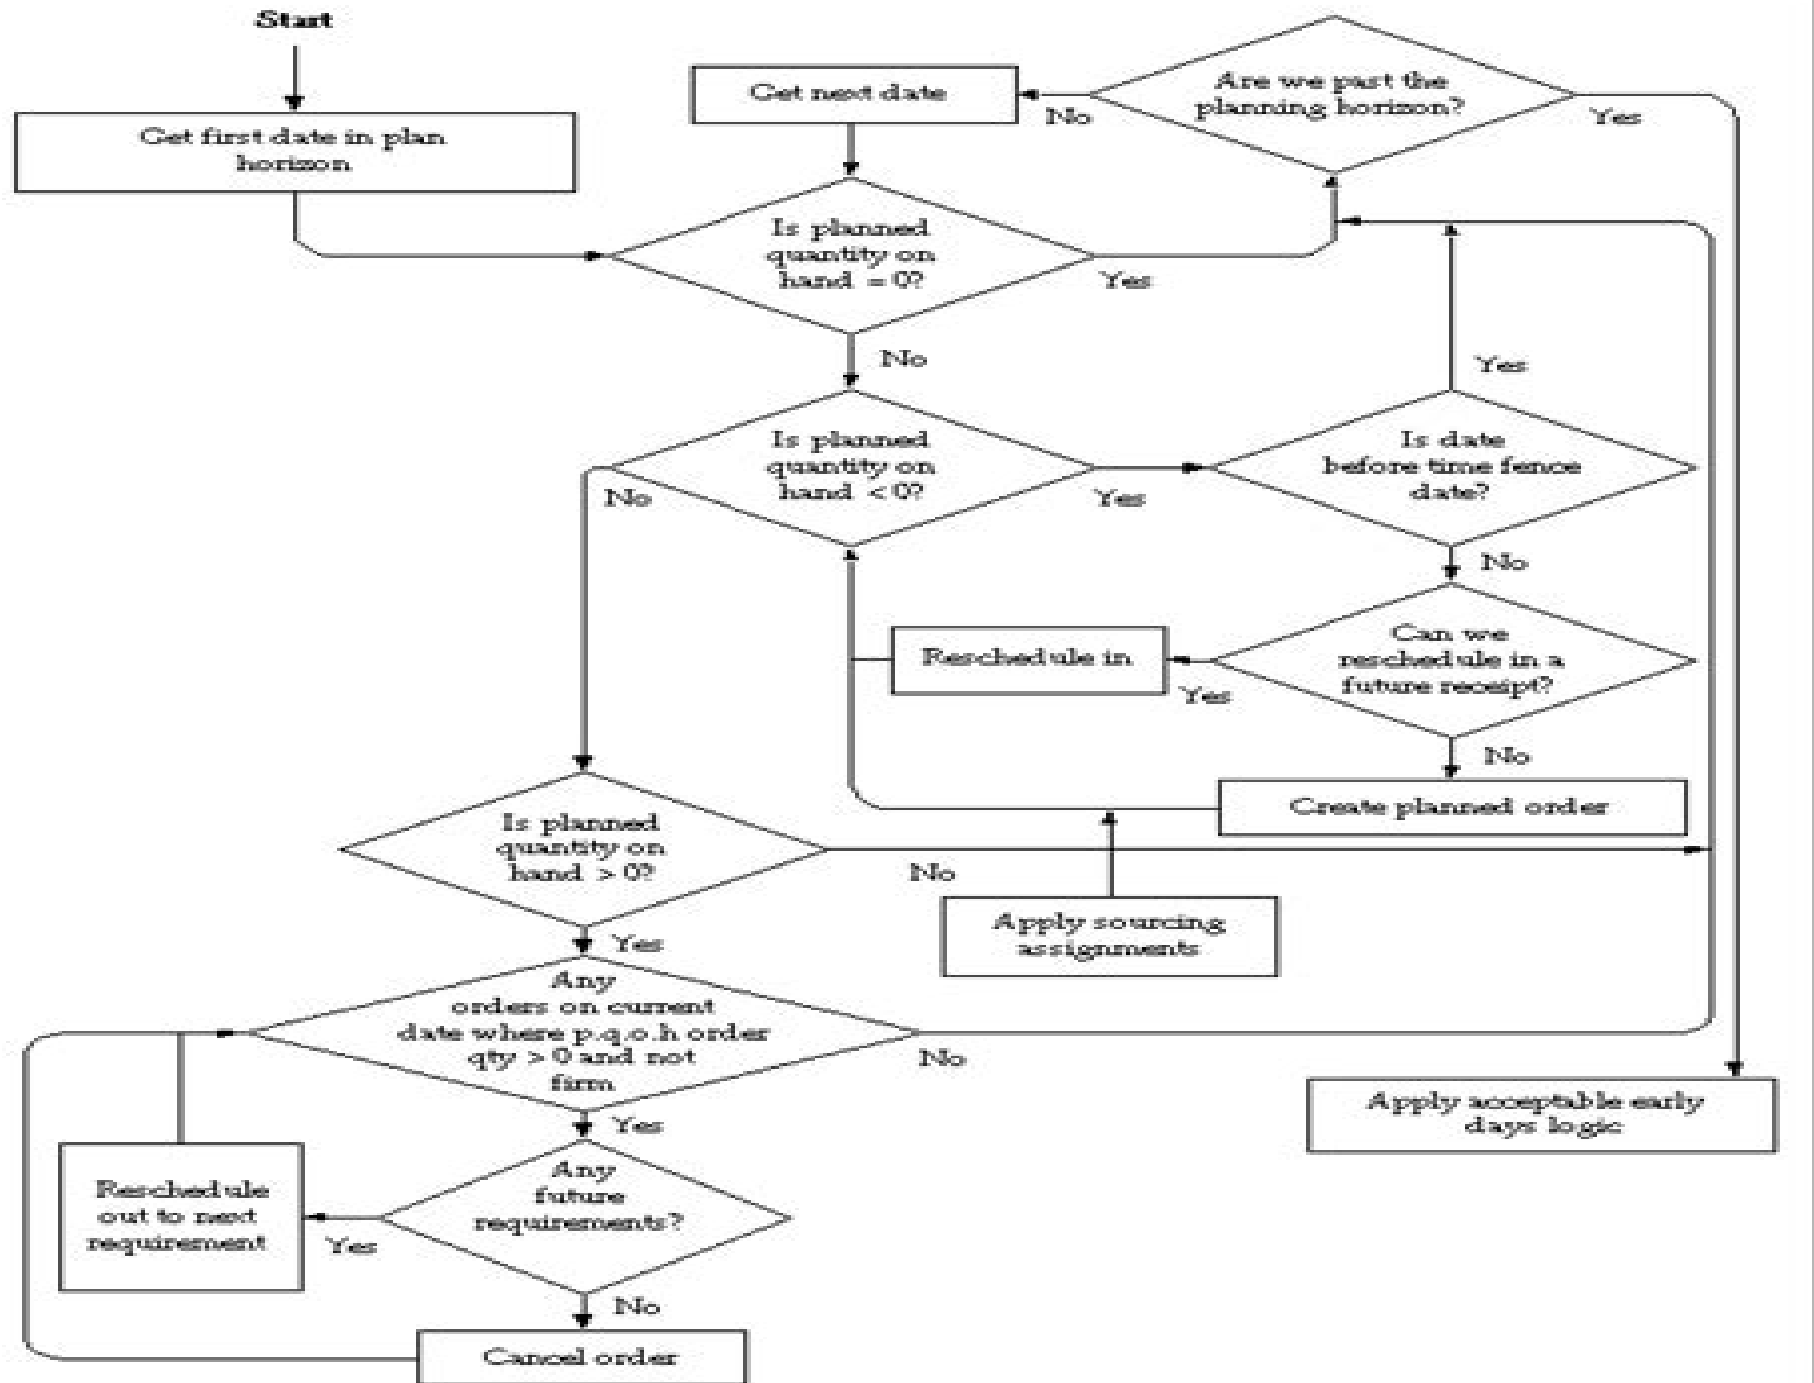 Start
Get first date in plan
horizon
Get next date
No
Are we past the
planning horizon?
Yes
Is planned
quantity on
hand = 0?
Yes
No
Is planned
quantity on
hand < 0?
No
Yes
Is date
before time fence
date?
Yes
No
Can we
reschedule in a
future receipt?
Yes
Reschedule in
No
Create planned order
Is planned
quantity on
hand > 0?
No
Yes
Apply sourcing
assignments
Any
orders on current
date where p.q.o.h order
qty > 0 and not
firm
No
Yes
Apply acceptable early
days logic
Any
future
requirements?
Yes
Reschedule
out to next
requirement
No
Cancel order